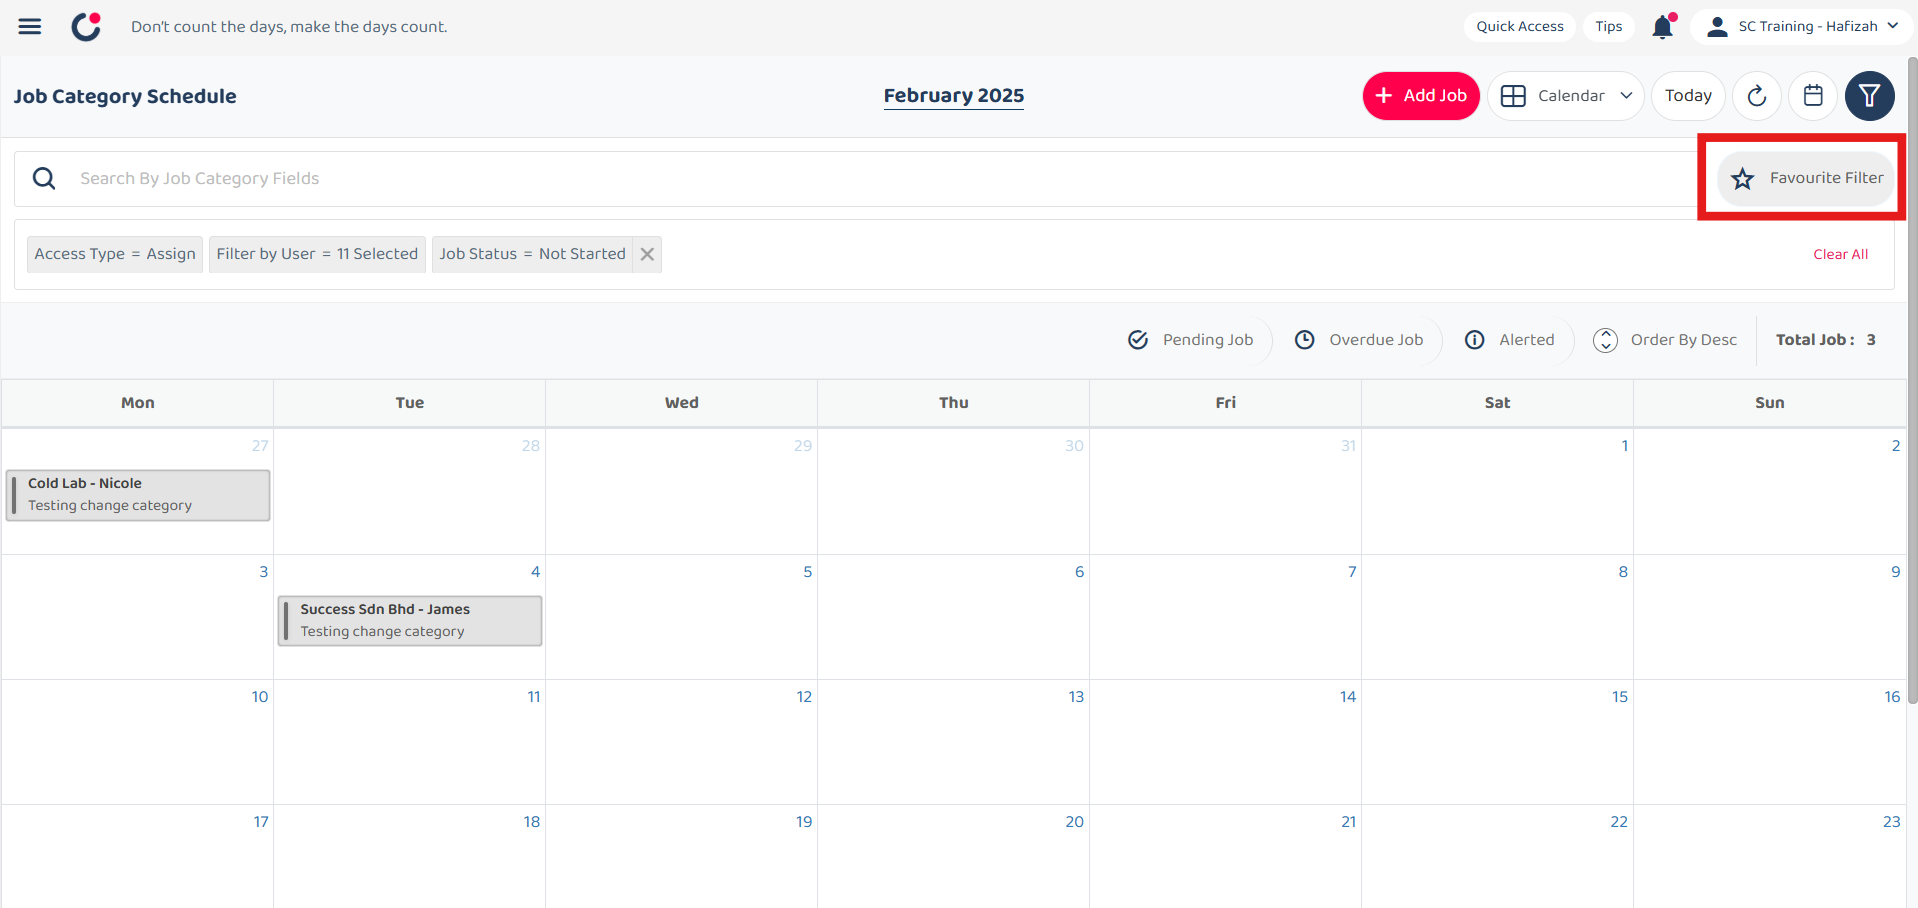 Don't count the days, make the days count.
Quick Access
Tips
SC Training - Hafizah
Job Category Schedule
February 2025
+ Add Job
Calendar
Today
Search By Job Category Fields
Favourite Filter
Access Type = Assign
Filter by User = 11 Selected
Job Status = Not Started
Clear All
Pending Job
Overdue Job
Alerted
Order By Desc
Total Job : 3
Mon Tue Wed Thu Fri Sat Sun
27 28 29 30 31 1 2
Cold Lab - Nicole
Testing change category
3 4 5 6 7 8 9
Success Sdn Bhd - James
Testing change category
10 11 12 13 14 15 16
17 18 19 20 21 22 23